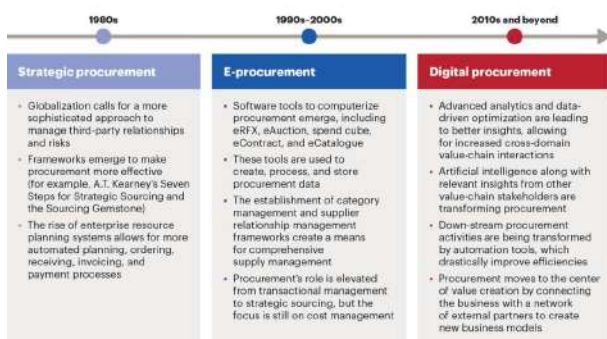 1980s
1990s–2000s
2010s and beyond
Strategic procurement
• Globalization calls for a more
sophisticated approach to
manage third-party relationships
and risks
• Frameworks emerge to make
procurement more effective
(for example, A.T. Kearney's Seven
Steps for Strategic Sourcing and
the Sourcing Gemstone)
• The rise of enterprise resource
planning systems allows for more
automated planning, ordering,
receiving, invoicing, and
payment processes
E-procurement
• Software tools to computerize
procurement emerge, including
eRFX, eAuction, spend cube,
eContract, and eCatalogue
• These tools are used to
create, process, and store
procurement data
• The establishment of category
management and supplier
relationship management
frameworks create a means
for comprehensive
supply management
• Procurement's role is elevated
from transactional management
to strategic sourcing, but the
focus is still on cost management
Digital procurement
• Advanced analytics and data-
driven optimization are leading
to better insights, allowing
for increased cross-domain
value-chain interactions
• Artificial intelligence along with
relevant insights from other
value-chain stakeholders are
transforming procurement
• Down-stream procurement
activities are being transformed
by automation tools, which
drastically improve efficiencies
• Procurement moves to the center
of value creation by connecting
the business with a network
of external partners to create
new business models